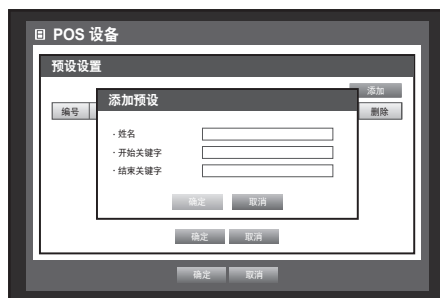 POS 设备
预设设置
添加
编号
删除
添加预设
· 姓名
· 开始关键字
· 结束关键字
确定 取消
确定 取消
确定 取消